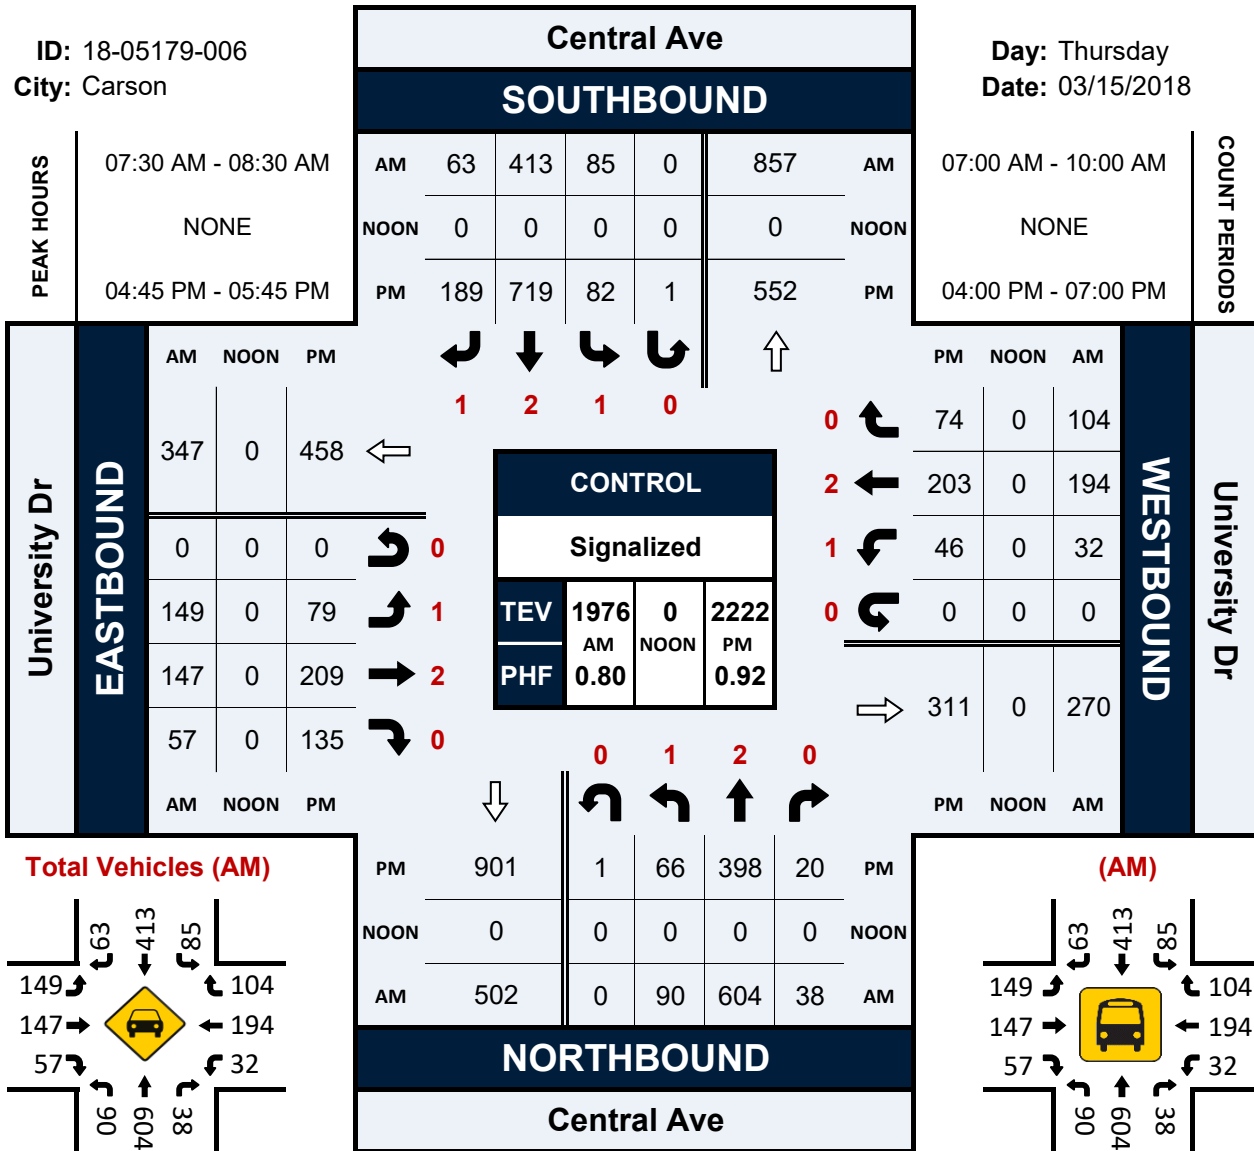 Central Ave
ID: 18-05179-006
Day: Thursday
City: Carson
Date: 03/15/2018
SOUTHBOUND
PEAK HOURS
07:30 AM - 08:30 AM
NONE
04:45 PM - 05:45 PM
AM 63 413 85 0 857 AM
NOON 0 0 0 0 0 NOON
PM 189 719 82 1 552 PM
07:00 AM - 10:00 AM
NONE
04:00 PM - 07:00 PM
COUNT PERIODS
1 2 1 0
University Dr
EASTBOUND
AM NOON PM
347 0 458
0 0 0 0
149 0 79 1
147 0 209 2
57 0 135 0
AM NOON PM
CONTROL
Signalized
TEV 1976 0 2222
AM NOON PM
PHF 0.80 0.92
PM NOON AM
0 74 0 104
2 203 0 194
1 46 0 32
0 0 0 0
311 0 270
PM NOON AM
WESTBOUND
University Dr
0 1 2 0
PM 901 1 66 398 20 PM
NOON 0 0 0 0 0 NOON
AM 502 0 90 604 38 AM
NORTHBOUND
Central Ave
Total Vehicles (AM)
63 413 85
149 104
147 194
57 32
90 604 38
(AM)
63 413 85
149 104
147 194
57 32
90 604 38